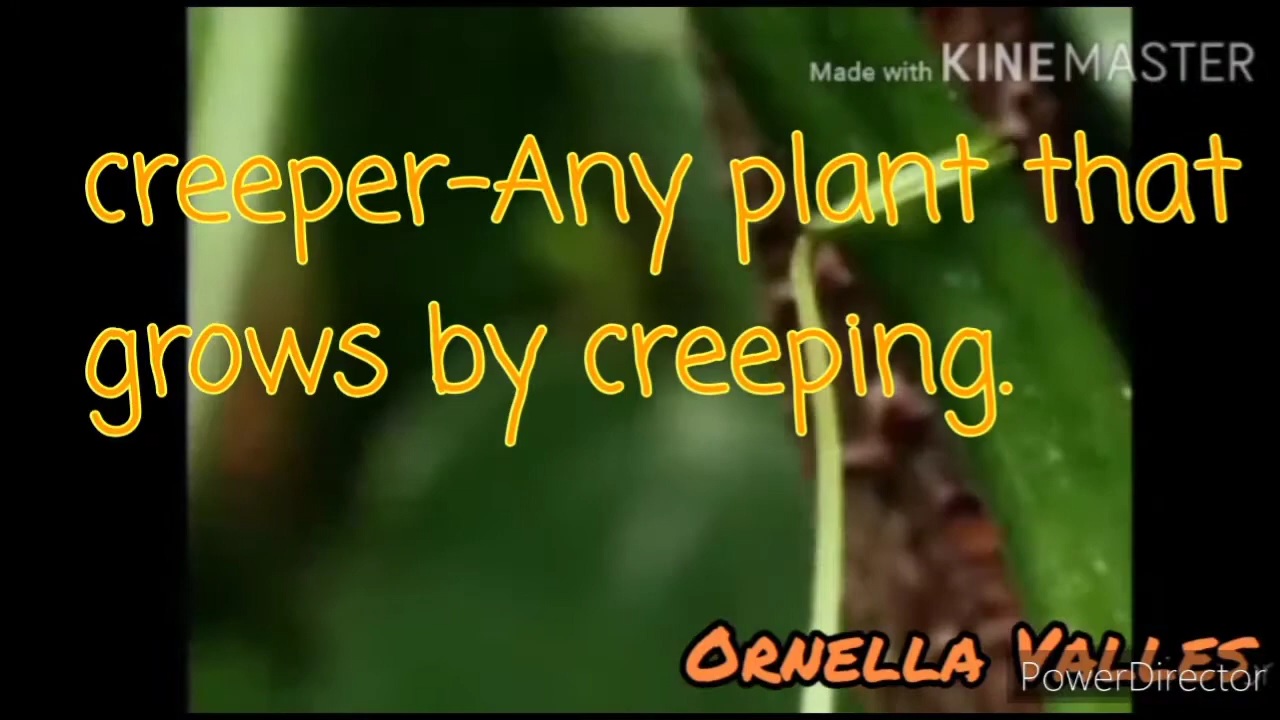 Made with KINEMASTER
creeper-Any plant that
grows by creeping.
ORNELLA VALLES
PowerDirector